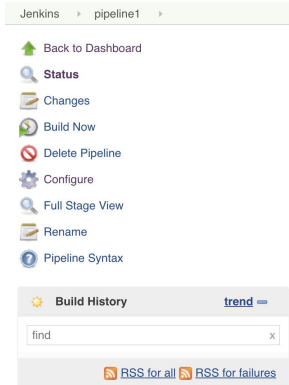 Jenkins pipeline1
Back to Dashboard
Status
Changes
Build Now
Delete Pipeline
Configure
Full Stage View
Rename
Pipeline Syntax
Build History trend
find x
RSS for all RSS for failures